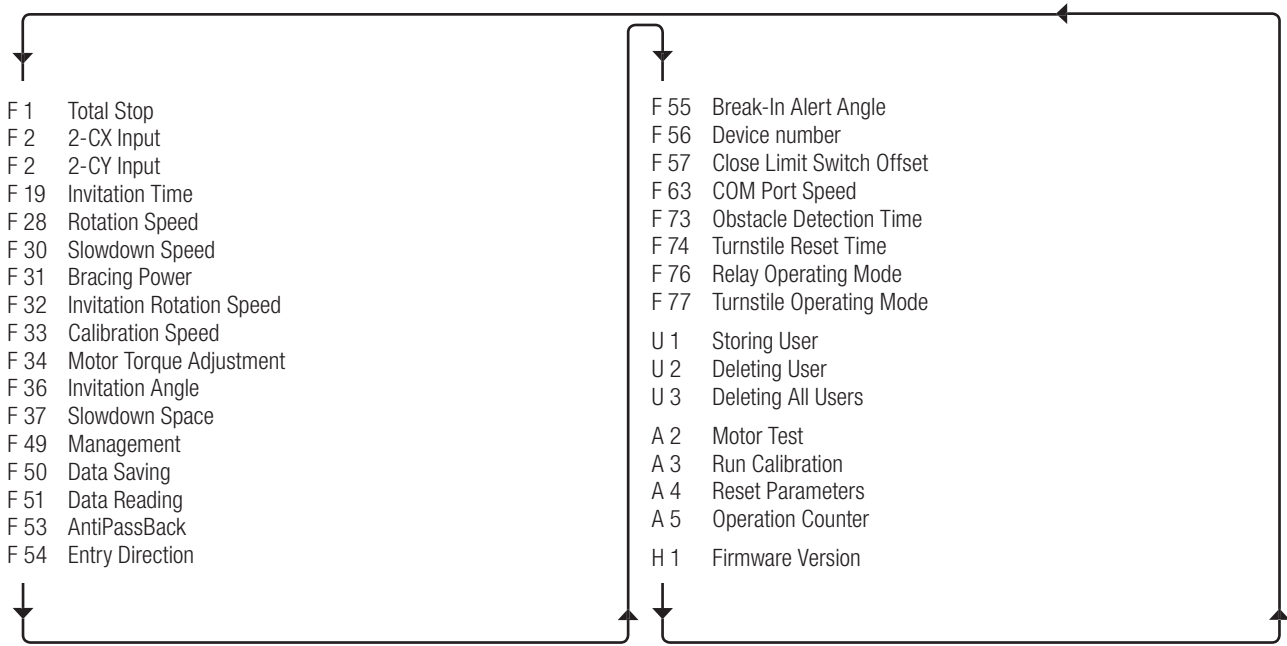 F 1 Total Stop
F 2 2-CX Input
F 2 2-CY Input
F 19 Invitation Time
F 28 Rotation Speed
F 30 Slowdown Speed
F 31 Bracing Power
F 32 Invitation Rotation Speed
F 33 Calibration Speed
F 34 Motor Torque Adjustment
F 36 Invitation Angle
F 37 Slowdown Space
F 49 Management
F 50 Data Saving
F 51 Data Reading
F 53 AntiPassBack
F 54 Entry Direction
F 55 Break-In Alert Angle
F 56 Device number
F 57 Close Limit Switch Offset
F 63 COM Port Speed
F 73 Obstacle Detection Time
F 74 Turnstile Reset Time
F 76 Relay Operating Mode
F 77 Turnstile Operating Mode
U 1 Storing User
U 2 Deleting User
U 3 Deleting All Users
A 2 Motor Test
A 3 Run Calibration
A 4 Reset Parameters
A 5 Operation Counter
H 1 Firmware Version